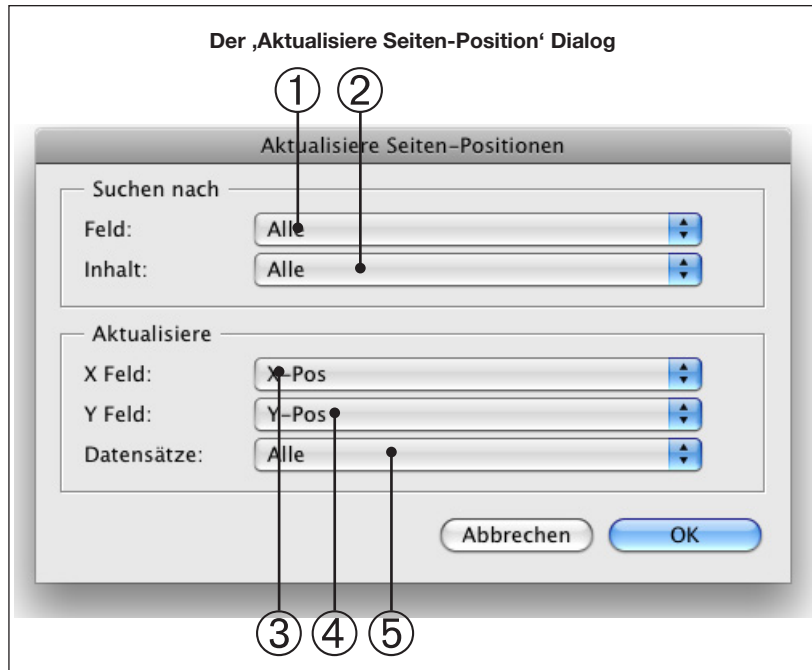 Der ‚Aktualisiere Seiten-Position‘ Dialog
① ②
Aktualisiere Seiten-Positionen
Suchen nach
Feld: Alle
Inhalt: Alle
Aktualisiere
X Feld: X-Pos
Y Feld: Y-Pos
Datensätze: Alle
Abbrechen OK
③ ④ ⑤